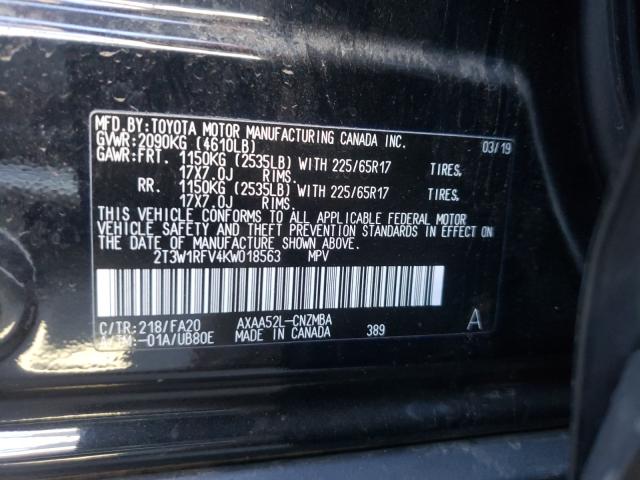 MFD.BY:TOYOTA MOTOR MANUFACTURING CANADA INC.
GVWR:2090KG (4610LB) 03/19
GAWR:FRT. 1150KG (2535LB) WITH 225/65R17 TIRES.
17X7.0J RIMS.
RR. 1150KG (2535LB) WITH 225/65R17 TIRES.
17X7.0J RIMS.
THIS VEHICLE CONFORMS TO ALL APPLICABLE FEDERAL MOTOR
VEHICLE SAFETY AND THEFT PREVENTION STANDARDS IN
EFFECT ON THE DATE OF MANUFACTURE SHOWN ABOVE.
2T3W1RFV4KW018563 MPV
C/TR:218/FA20 AXAA52L-CNZMBA
A/TM:-01A/UB80E MADE IN CANADA 389 A